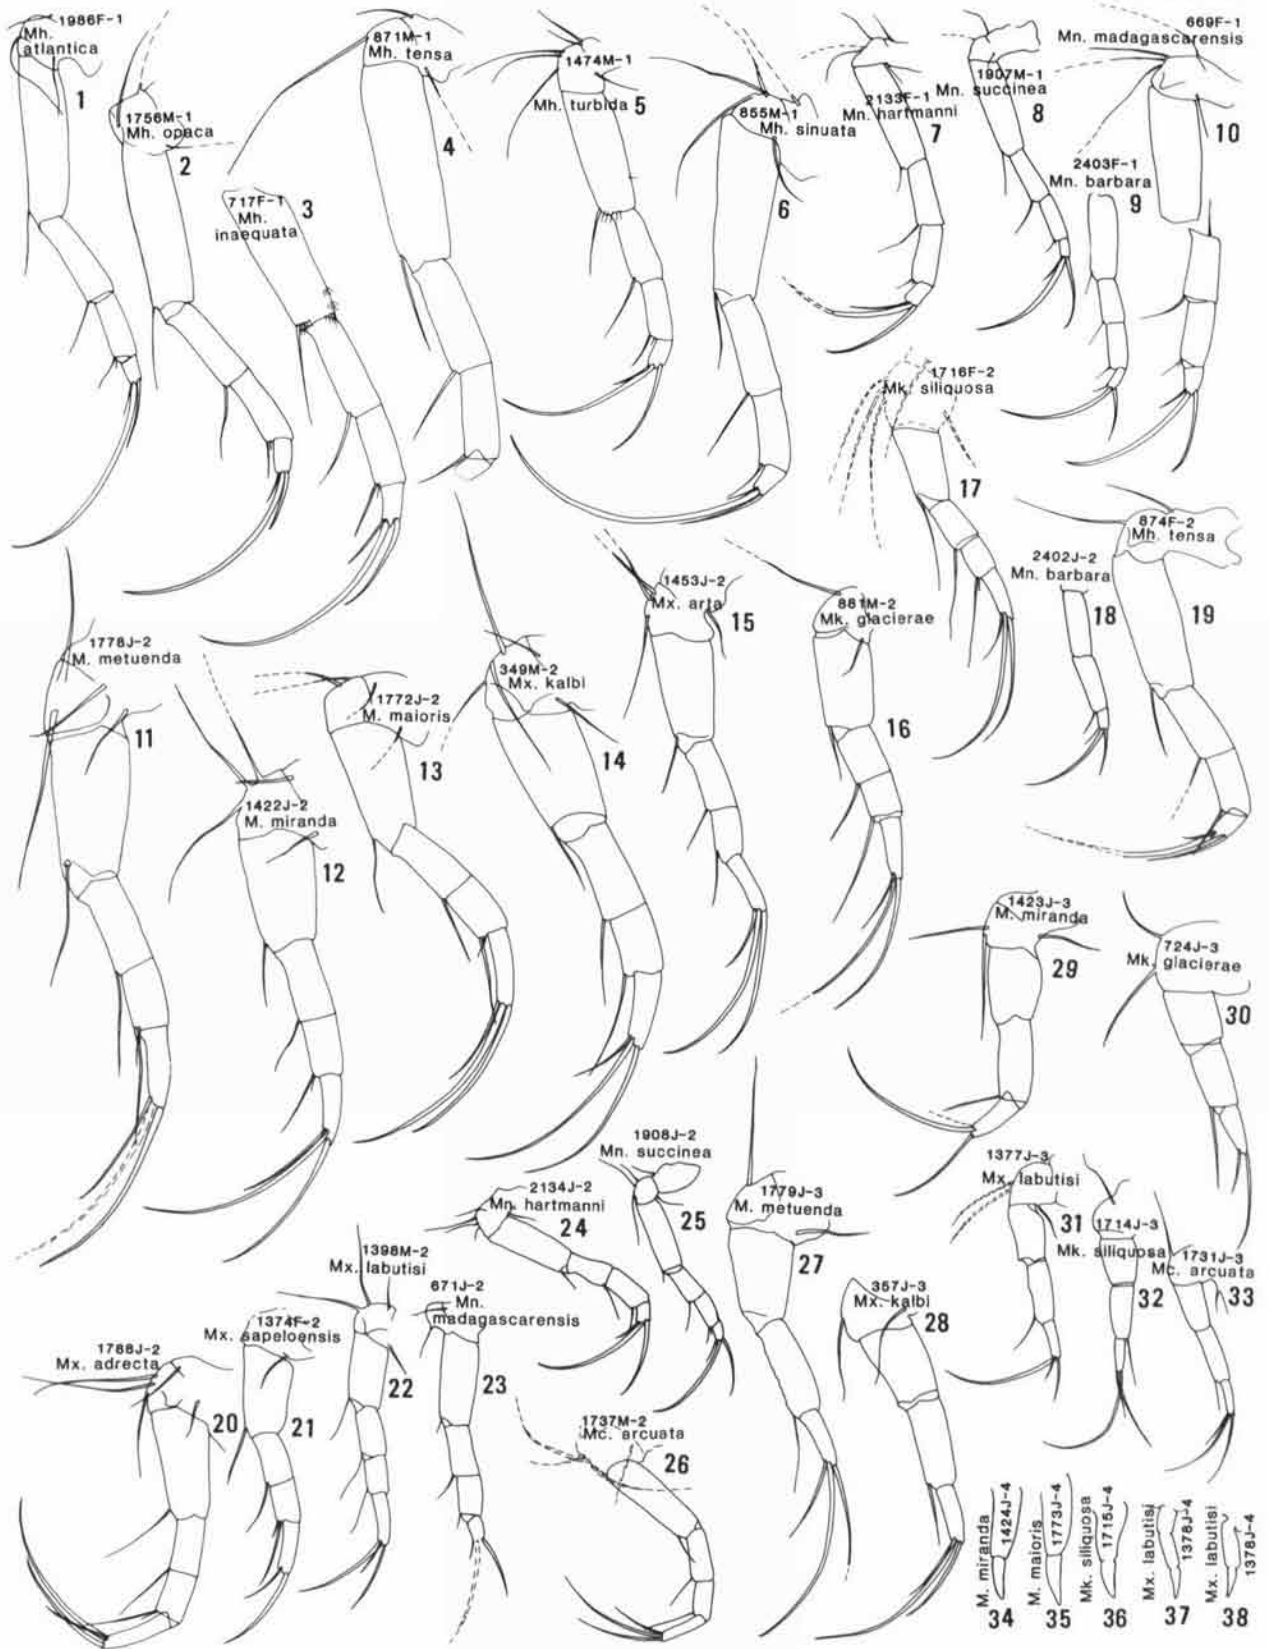 1986F-1
Mh.
atlantica
1
1756M-1
Mh. opaca
2
717F-1
Mh.
inaequata
3
871M-1
Mh. tensa
4
1474M-1
Mh. turbida
5
855M-1
Mh. sinuata
6
2133F-1
Mn. hartmanni
7
1907M-1
Mn. succinea
8
2403F-1
Mn. barbara
9
669F-1
Mn. madagascarensis
10
1778J-2
M. metuenda
11
1422J-2
M. miranda
12
1772J-2
M. maioris
13
349M-2
Mx. kalbi
14
1453J-2
Mx. arta
15
881M-2
Mk. glacierae
16
1716F-2
Mk. siliquosa
17
2402J-2
Mn. barbara
18
874F-2
Mh. tensa
19
1788J-2
Mx. adrecta
20
1374F-2
Mx. sapeloensis
21
1398M-2
Mx. labutisi
22
671J-2
Mn.
madagascarensis
23
2134J-2
Mn. hartmanni
24
1908J-2
Mn. succinea
25
1737M-2
Mc. arcuata
26
1779J-3
M. metuenda
27
357J-3
Mx. kalbi
28
1423J-3
M. miranda
29
724J-3
Mk. glacierae
30
1377J-3
Mx. labutisi
31
1714J-3
Mk. siliquosa
32
1731J-3
Mc. arcuata
33
M. miranda
1424J-4
34
M. maioris
1773J-4
35
Mk. siliquosa
1715J-4
36
Mx. labutisi
1378J-4
37
Mx. labutisi
1378J-4
38